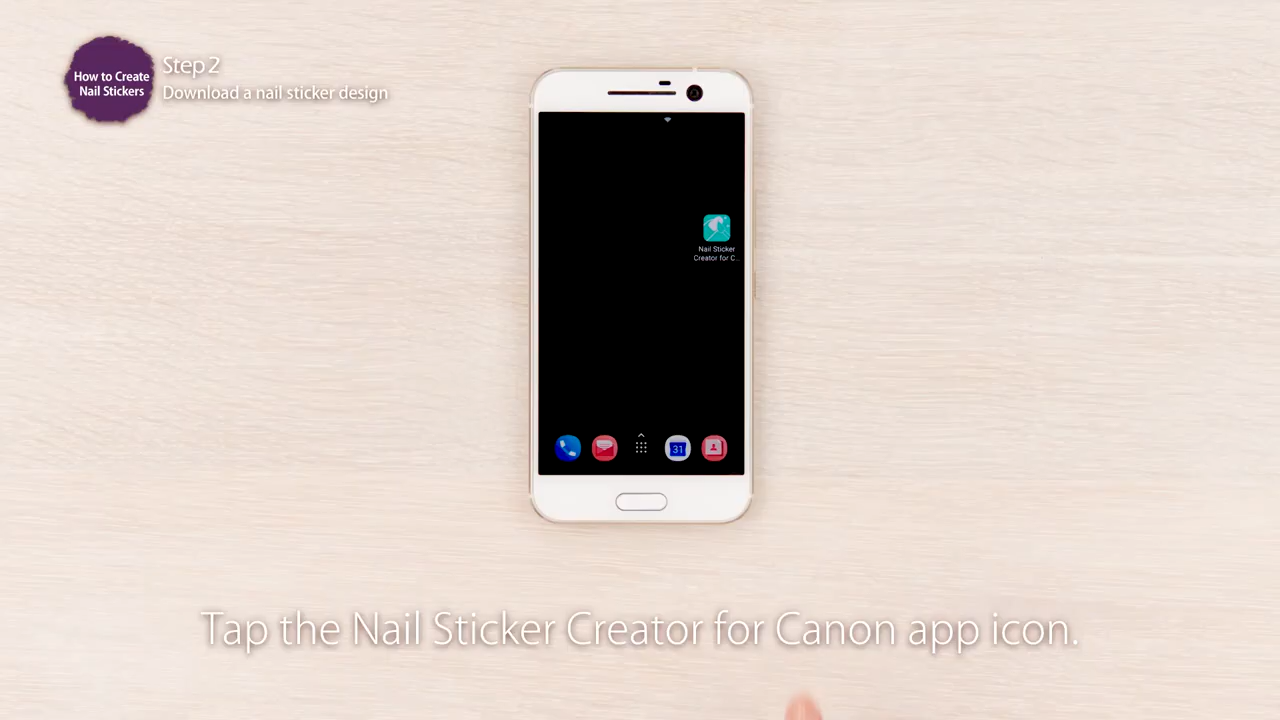 How to Create
Nail Stickers
Step 2
Download a nail sticker design
Nail Sticker
Creator for C...
31
Tap the Nail Sticker Creator for Canon app icon.